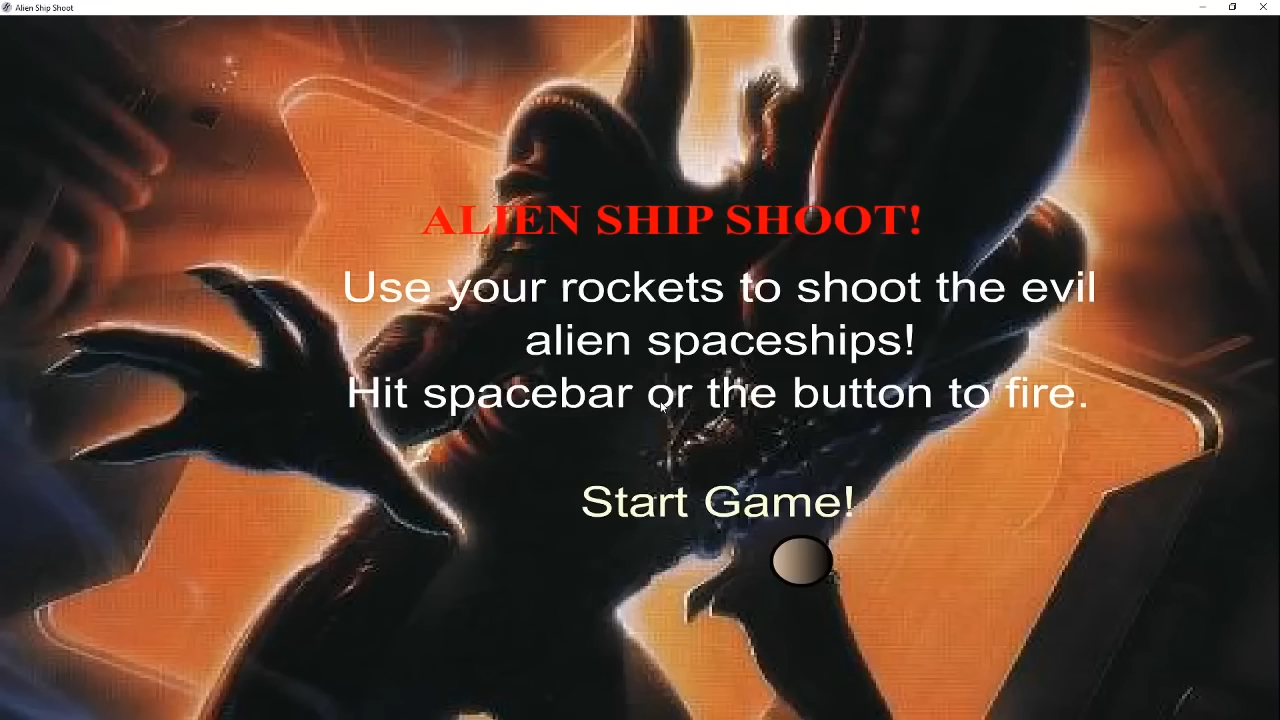 Alien Ship Shoot
ALIEN SHIP SHOOT!
Use your rockets to shoot the evil
alien spaceships!
Hit spacebar or the button to fire.
Start Game!